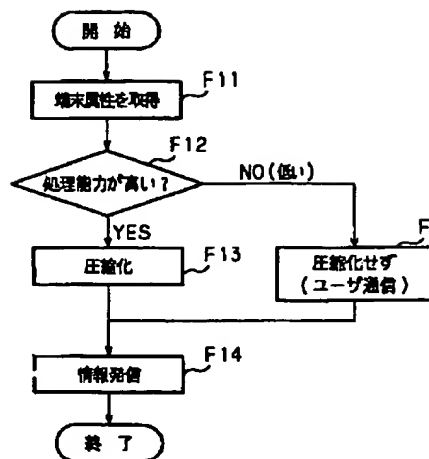 開始
F11
端末属性を取得
F12
処理能力が高い？
NO(低い)
YES
F13
圧縮化
F
圧縮化せず
(ユーザ通信)
F14
情報発信
終了